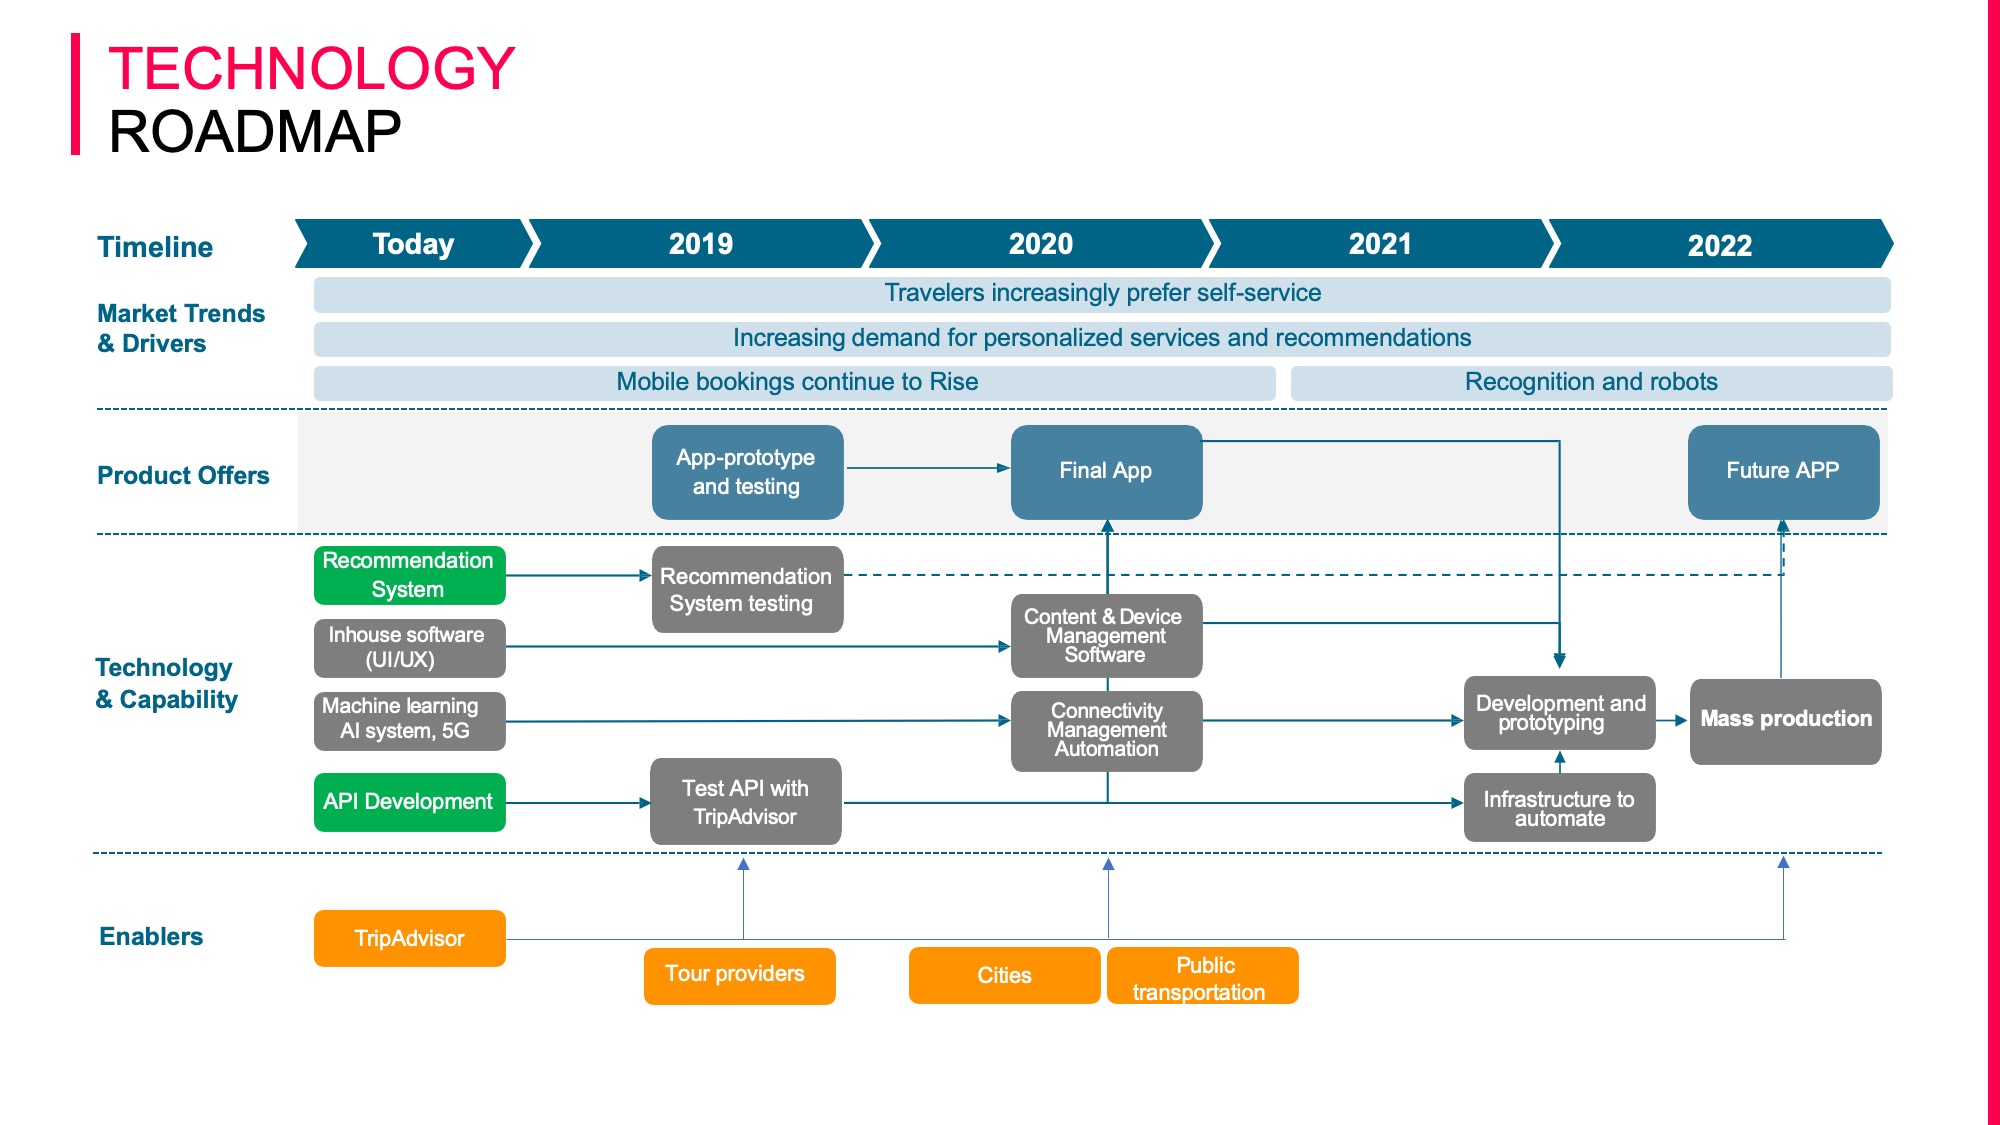 TECHNOLOGY
ROADMAP
Timeline
Today
2019
2020
2021
2022
Market Trends
& Drivers
Travelers increasingly prefer self-service
Increasing demand for personalized services and recommendations
Mobile bookings continue to Rise
Recognition and robots
Product Offers
App-prototype
and testing
Final App
Future APP
Technology
& Capability
Recommendation
System
Recommendation
System testing
Inhouse software
(UI/UX)
Content & Device
Management
Software
Machine learning
AI system, 5G
Connectivity
Management
Automation
Development and
prototyping
Mass production
API Development
Test API with
TripAdvisor
Infrastructure to
automate
Enablers
TripAdvisor
Tour providers
Cities
Public
transportation